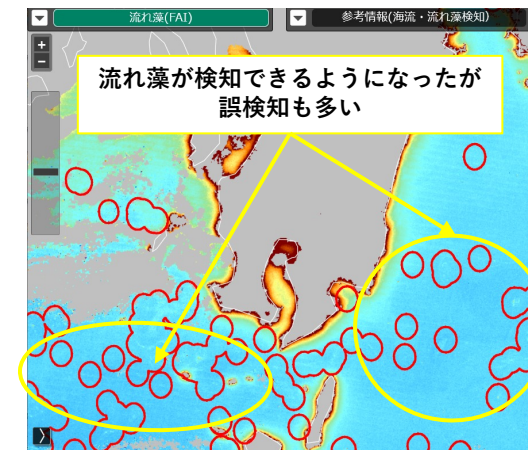 流れ藻(FAI)
参考情報(海流・流れ藻検知)
+
−
流れ藻が検知できるようになったが
誤検知も多い